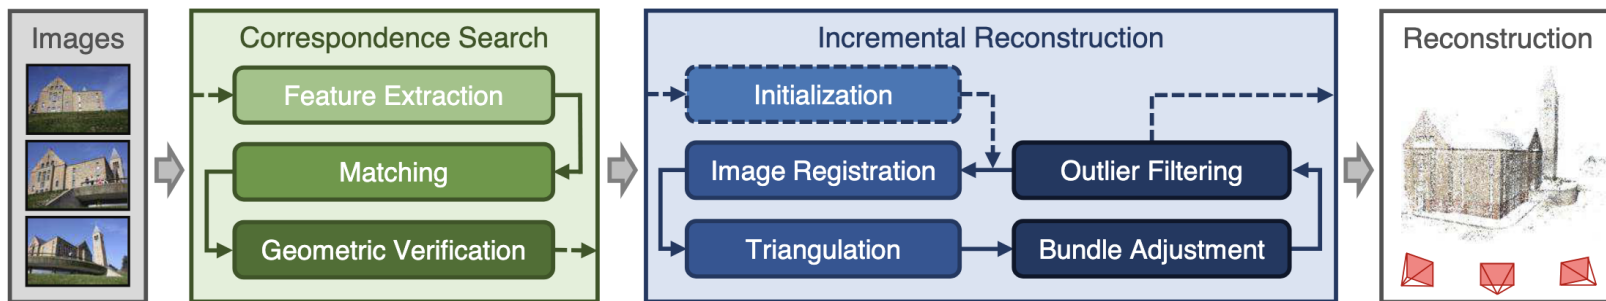 Images
Correspondence Search
Feature Extraction
Matching
Geometric Verification
Incremental Reconstruction
Initialization
Image Registration
Outlier Filtering
Triangulation
Bundle Adjustment
Reconstruction